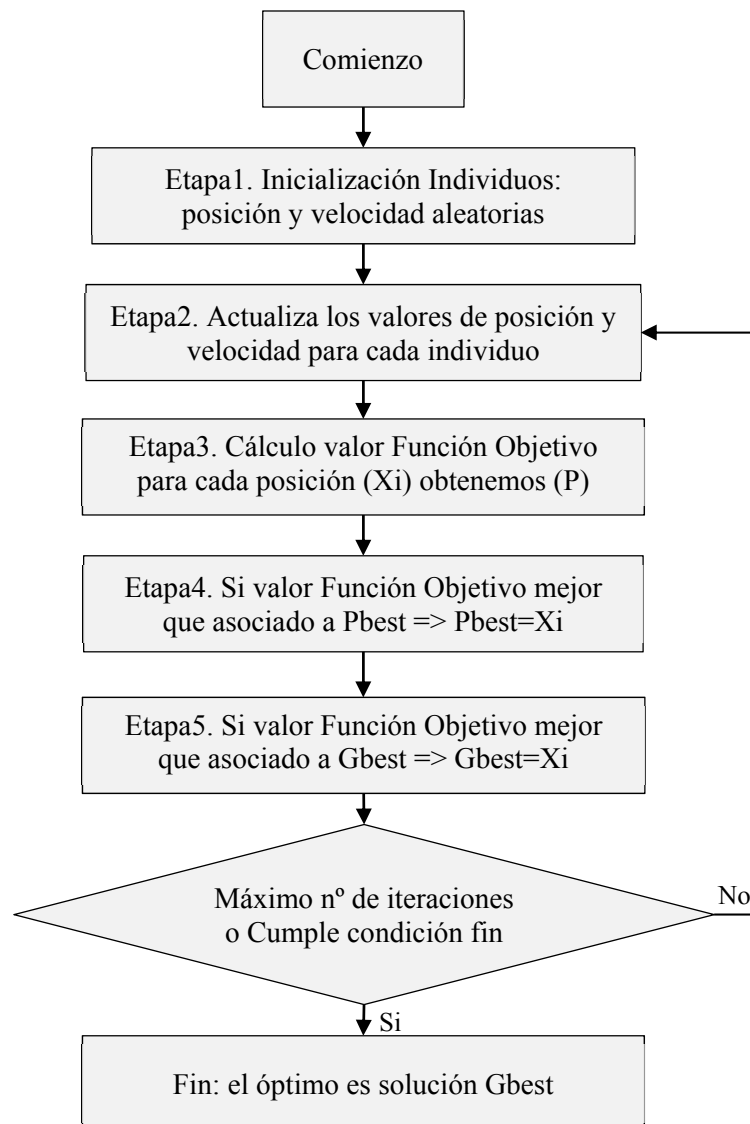 Comienzo
Etapa1. Inicialización Individuos:
posición y velocidad aleatorias
Etapa2. Actualiza los valores de posición y
velocidad para cada individuo
Etapa3. Cálculo valor Función Objetivo
para cada posición (Xi) obtenemos (P)
Etapa4. Si valor Función Objetivo mejor
que asociado a Pbest => Pbest=Xi
Etapa5. Si valor Función Objetivo mejor
que asociado a Gbest => Gbest=Xi
Máximo nº de iteraciones
o Cumple condición fin
No
Si
Fin: el óptimo es solución Gbest